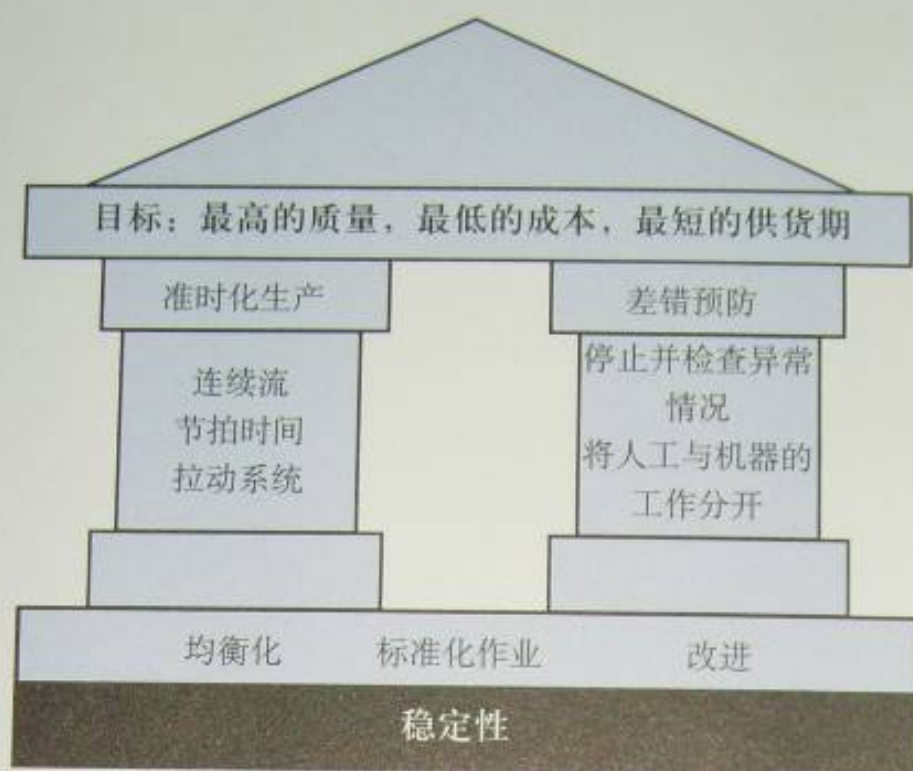 目标：最高的质量，最低的成本，最短的供货期
准时化生产
连续流
节拍时间
拉动系统
差错预防
停止并检查异常
情况
将人工与机器的
工作分开
均衡化 标准化作业 改进
稳定性